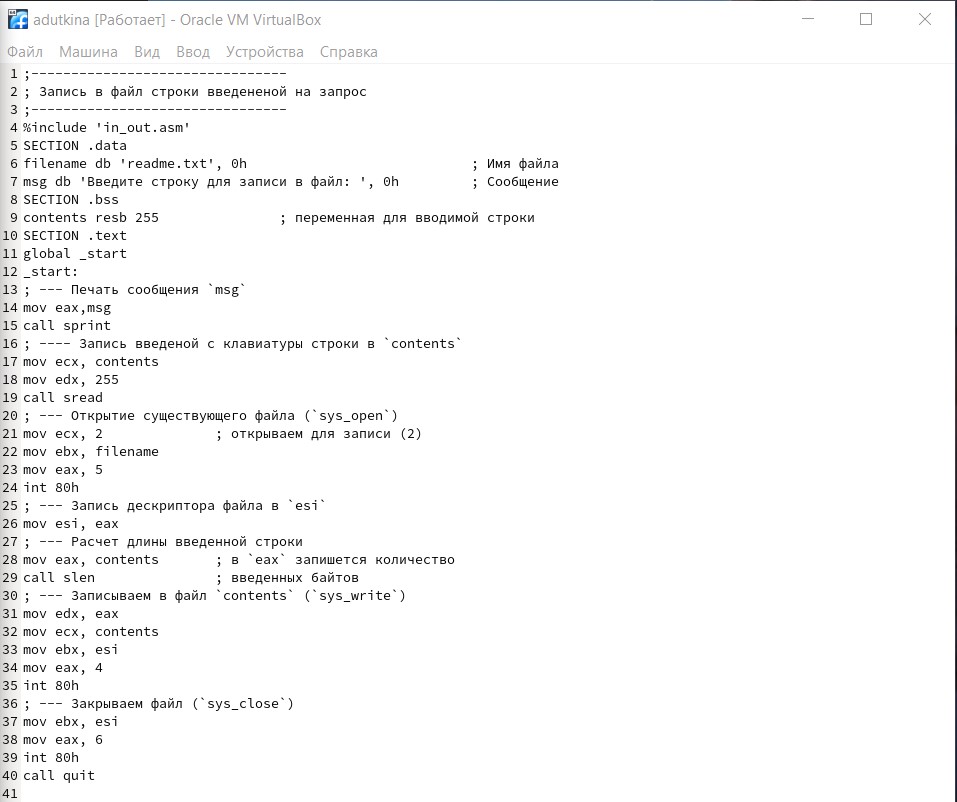 adutkina [Работает] - Oracle VM VirtualBox
Файл Машина Вид Ввод Устройства Справка
1 ;--------------------------------
2 ; Запись в файл строки введененой на запрос
3 ;--------------------------------
4 %include 'in_out.asm'
5 SECTION .data
6 filename db 'readme.txt', 0h ; Имя файла
7 msg db 'Введите строку для записи в файл: ', 0h ; Сообщение
8 SECTION .bss
9 contents resb 255 ; переменная для вводимой строки
10 SECTION .text
11 global _start
12 _start:
13 ; --- Печать сообщения `msg`
14 mov eax,msg
15 call sprint
16 ; ---- Запись введеной с клавиатуры строки в `contents`
17 mov ecx, contents
18 mov edx, 255
19 call sread
20 ; --- Открытие существующего файла (`sys_open`)
21 mov ecx, 2 ; открываем для записи (2)
22 mov ebx, filename
23 mov eax, 5
24 int 80h
25 ; --- Запись дескриптора файла в `esi`
26 mov esi, eax
27 ; --- Расчет длины введенной строки
28 mov eax, contents ; в `eax` запишется количество
29 call slen ; введенных байтов
30 ; --- Записываем в файл `contents` (`sys_write`)
31 mov edx, eax
32 mov ecx, contents
33 mov ebx, esi
34 mov eax, 4
35 int 80h
36 ; --- Закрываем файл (`sys_close`)
37 mov ebx, esi
38 mov eax, 6
39 int 80h
40 call quit
41